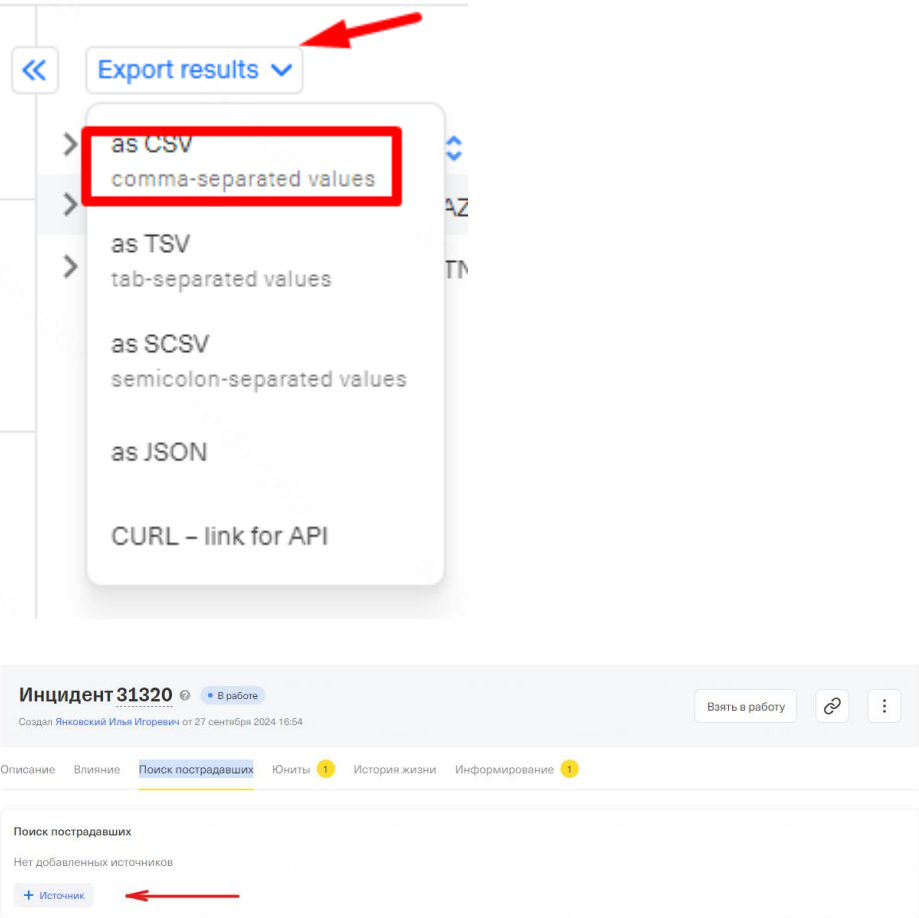 Export results
as CSV
comma-separated values
AZ
as TSV
tab-separated values
TN
as SCSV
semicolon-separated values
as JSON
CURL – link for API
Инцидент 31320 ? • В работе
Взять в работу
Создал Янковский Илья Игоревич от 27 сентября 2024 16:54
Описание Влияние Поиск пострадавших Юниты 1 История жизни Информирование 1
Поиск пострадавших
Нет добавленных источников
+ Источник